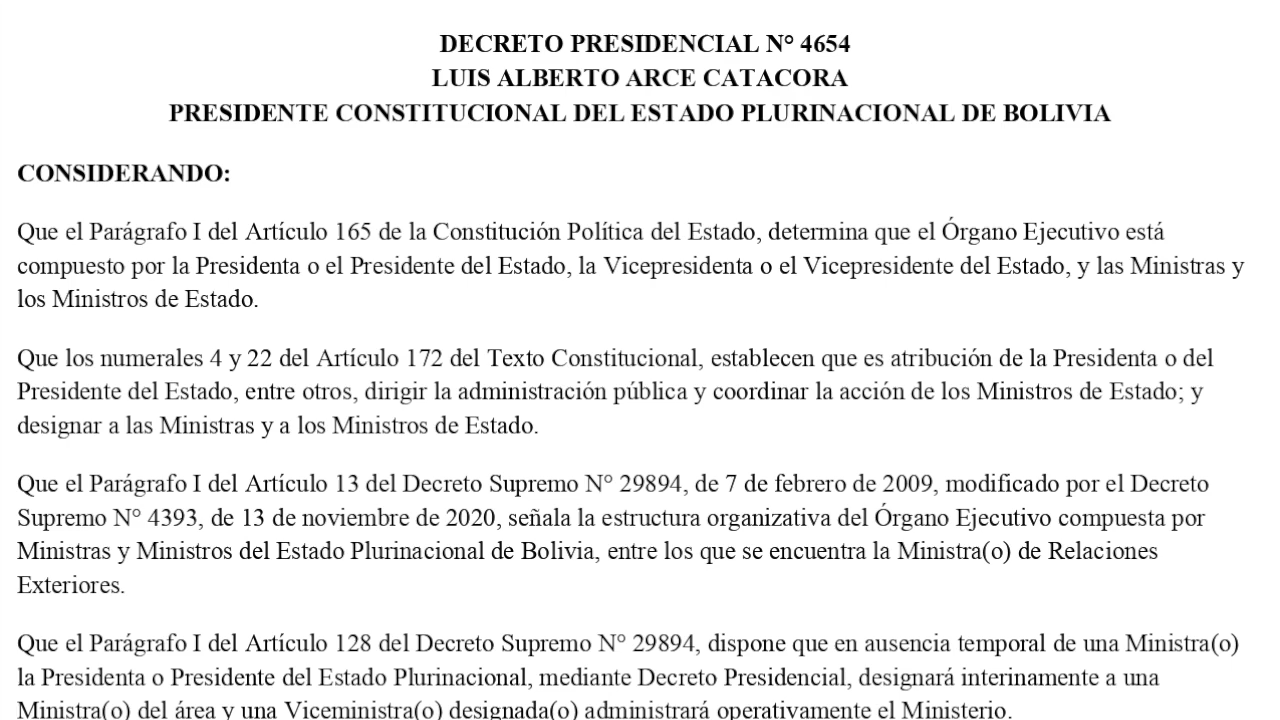 DECRETO PRESIDENCIAL N° 4654
LUIS ALBERTO ARCE CATACORA
PRESIDENTE CONSTITUCIONAL DEL ESTADO PLURINACIONAL DE BOLIVIA
CONSIDERANDO:
Que el Parágrafo I del Artículo 165 de la Constitución Política del Estado, determina que el Órgano Ejecutivo está
compuesto por la Presidenta o el Presidente del Estado, la Vicepresidenta o el Vicepresidente del Estado, y las Ministras y
los Ministros de Estado.
Que los numerales 4 y 22 del Artículo 172 del Texto Constitucional, establecen que es atribución de la Presidenta o del
Presidente del Estado, entre otros, dirigir la administración pública y coordinar la acción de los Ministros de Estado; y
designar a las Ministras y a los Ministros de Estado.
Que el Parágrafo I del Artículo 13 del Decreto Supremo N° 29894, de 7 de febrero de 2009, modificado por el Decreto
Supremo N° 4393, de 13 de noviembre de 2020, señala la estructura organizativa del Órgano Ejecutivo compuesta por
Ministras y Ministros del Estado Plurinacional de Bolivia, entre los que se encuentra la Ministra(o) de Relaciones
Exteriores.
Que el Parágrafo I del Artículo 128 del Decreto Supremo N° 29894, dispone que en ausencia temporal de una Ministra(o)
la Presidenta o Presidente del Estado Plurinacional, mediante Decreto Presidencial, designará interinamente a una
Ministra(o) del área y una Viceministra(o) designada(o) administrará operativamente el Ministerio.